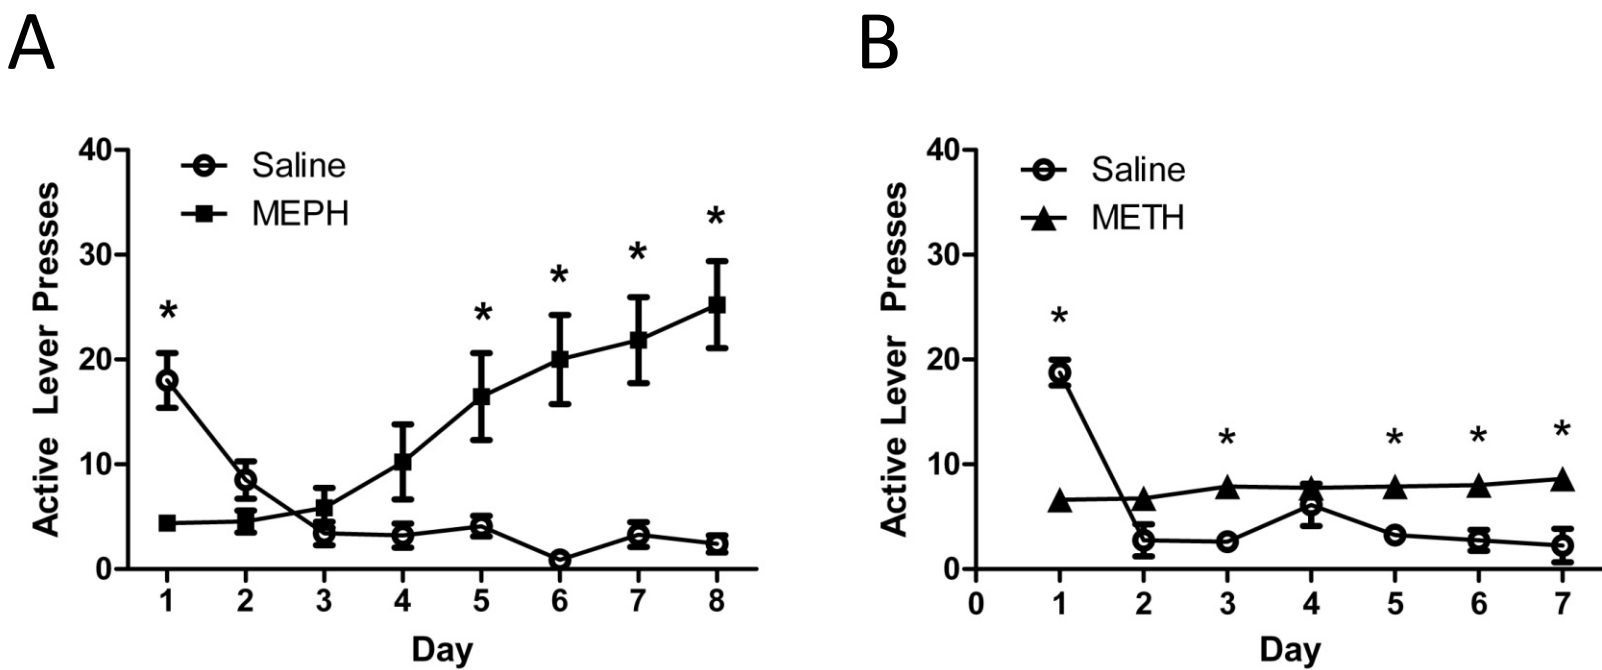 A
B
40
30
20
10
0
Active Lever Presses
Saline
MEPH
*
*
*
*
*
1 2 3 4 5 6 7 8
Day
40
30
20
10
0
Active Lever Presses
Saline
METH
*
*
*
*
*
0 1 2 3 4 5 6 7
Day